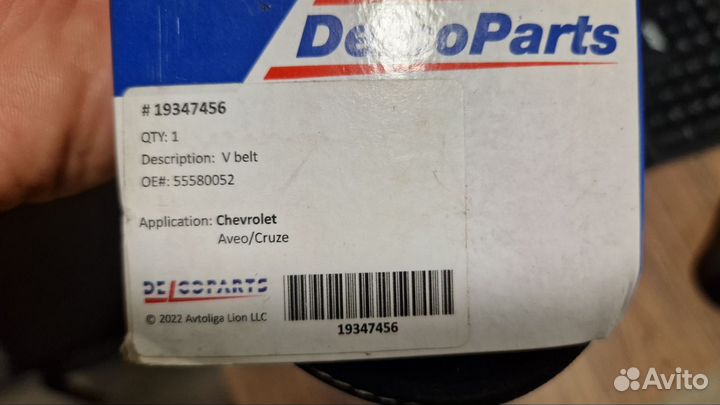 DelcoParts
# 19347456
QTY: 1
Description: V belt
OE#: 55580052
Application: Chevrolet
Aveo/Cruze
DELCOPARTS
© 2022 Avtoliga Lion LLC
19347456
Avito